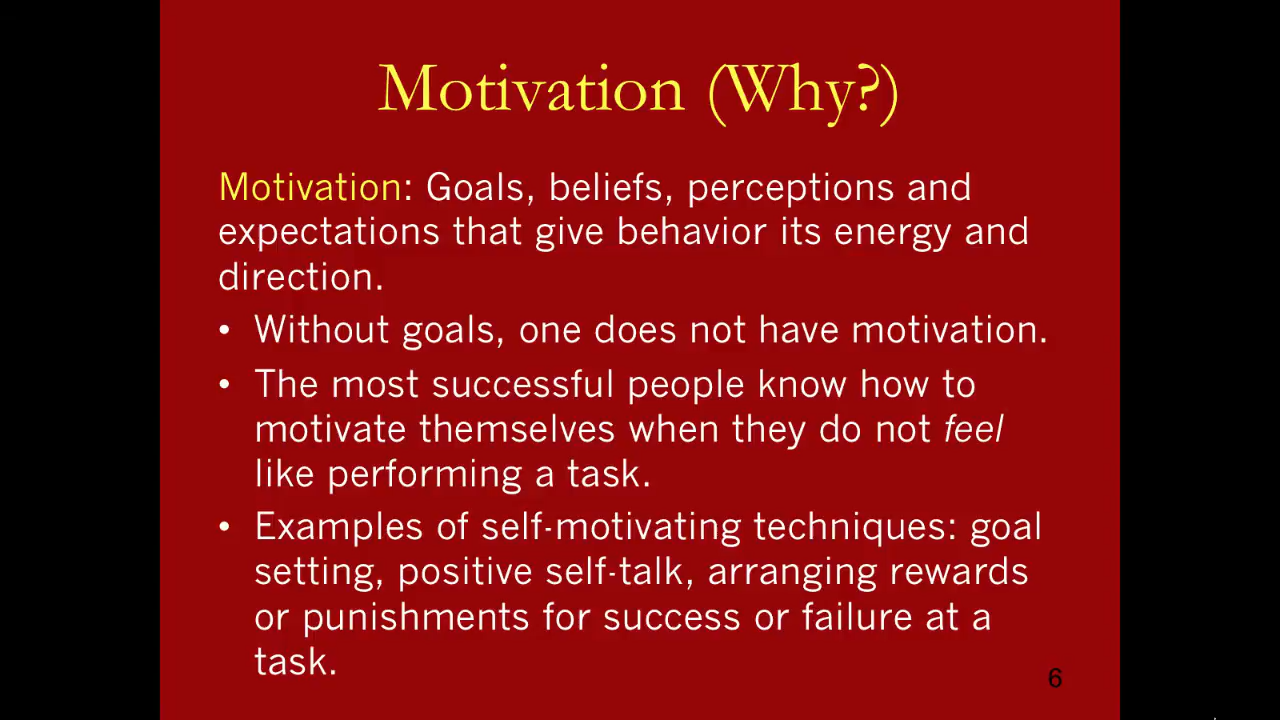 Motivation (Why?)
Motivation: Goals, beliefs, perceptions and
expectations that give behavior its energy and
direction.
• Without goals, one does not have motivation.
• The most successful people know how to
motivate themselves when they do not feel
like performing a task.
• Examples of self-motivating techniques: goal
setting, positive self-talk, arranging rewards
or punishments for success or failure at a
task.
6